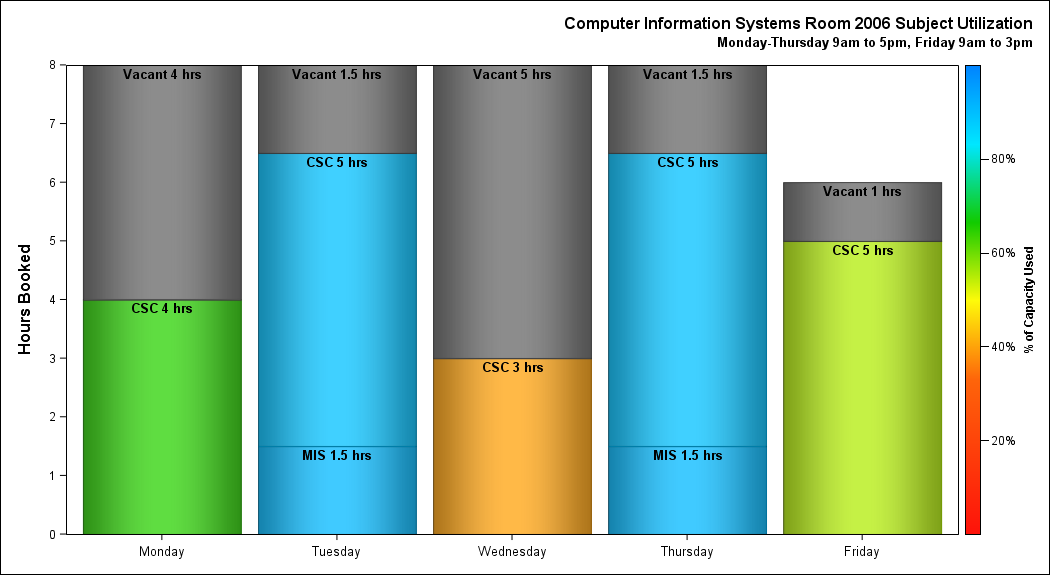 Computer Information Systems Room 2006 Subject Utilization
Monday-Thursday 9am to 5pm, Friday 9am to 3pm
Hours Booked
8
7
6
5
4
3
2
1
0
Vacant 4 hrs
CSC 4 hrs
Vacant 1.5 hrs
CSC 5 hrs
MIS 1.5 hrs
Vacant 5 hrs
CSC 3 hrs
Vacant 1.5 hrs
CSC 5 hrs
MIS 1.5 hrs
Vacant 1 hrs
CSC 5 hrs
Monday
Tuesday
Wednesday
Thursday
Friday
80%
60%
40%
20%
% of Capacity Used